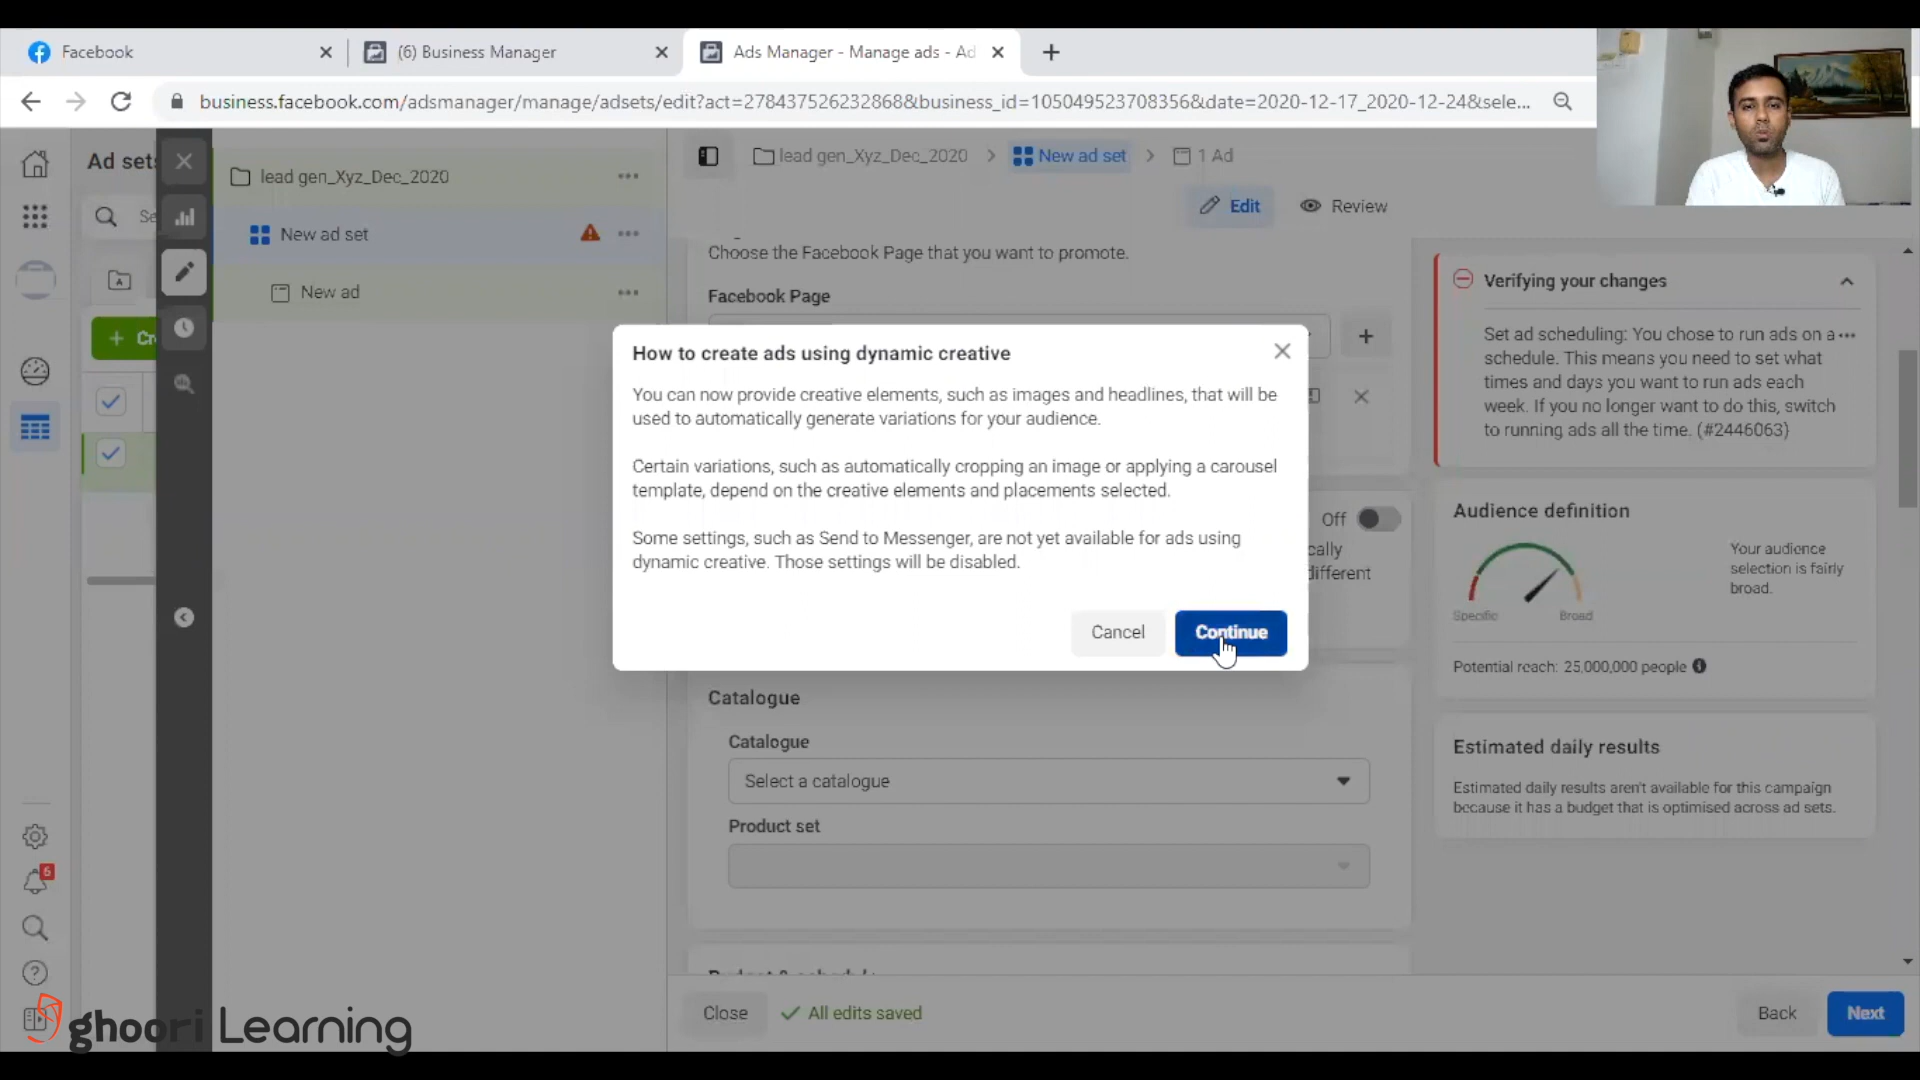 Facebook
(6) Business Manager
Ads Manager - Manage ads - Ad
business.facebook.com/adsmanager/manage/adsets/edit?act=278437526232868&business_id=105049523708356&date=2020-12-17_2020-12-24&sele...
Ad sets
lead gen_Xyz_Dec_2020
lead gen_Xyz_Dec_2020
New ad set
1 Ad
Se
New ad set
Edit
Review
New ad
Cre
Choose the Facebook Page that you want to promote.
Facebook Page
How to create ads using dynamic creative
You can now provide creative elements, such as images and headlines, that will be
used to automatically generate variations for your audience.
Certain variations, such as automatically cropping an image or applying a carousel
template, depend on the creative elements and placements selected.
Some settings, such as Send to Messenger, are not yet available for ads using
dynamic creative. Those settings will be disabled.
Cancel
Continue
Off
cally
different
Catalogue
Catalogue
Select a catalogue
Product set
Verifying your changes
Set ad scheduling: You chose to run ads on a
schedule. This means you need to set what
times and days you want to run ads each
week. If you no longer want to do this, switch
to running ads all the time. (#2446063)
Audience definition
Your audience
selection is fairly
broad.
Specific
Broad
Potential reach: 25,000,000 people
Estimated daily results
Estimated daily results aren't available for this campaign
because it has a budget that is optimised across ad sets.
6
Close
All edits saved
Back
Next
ghoori Learning